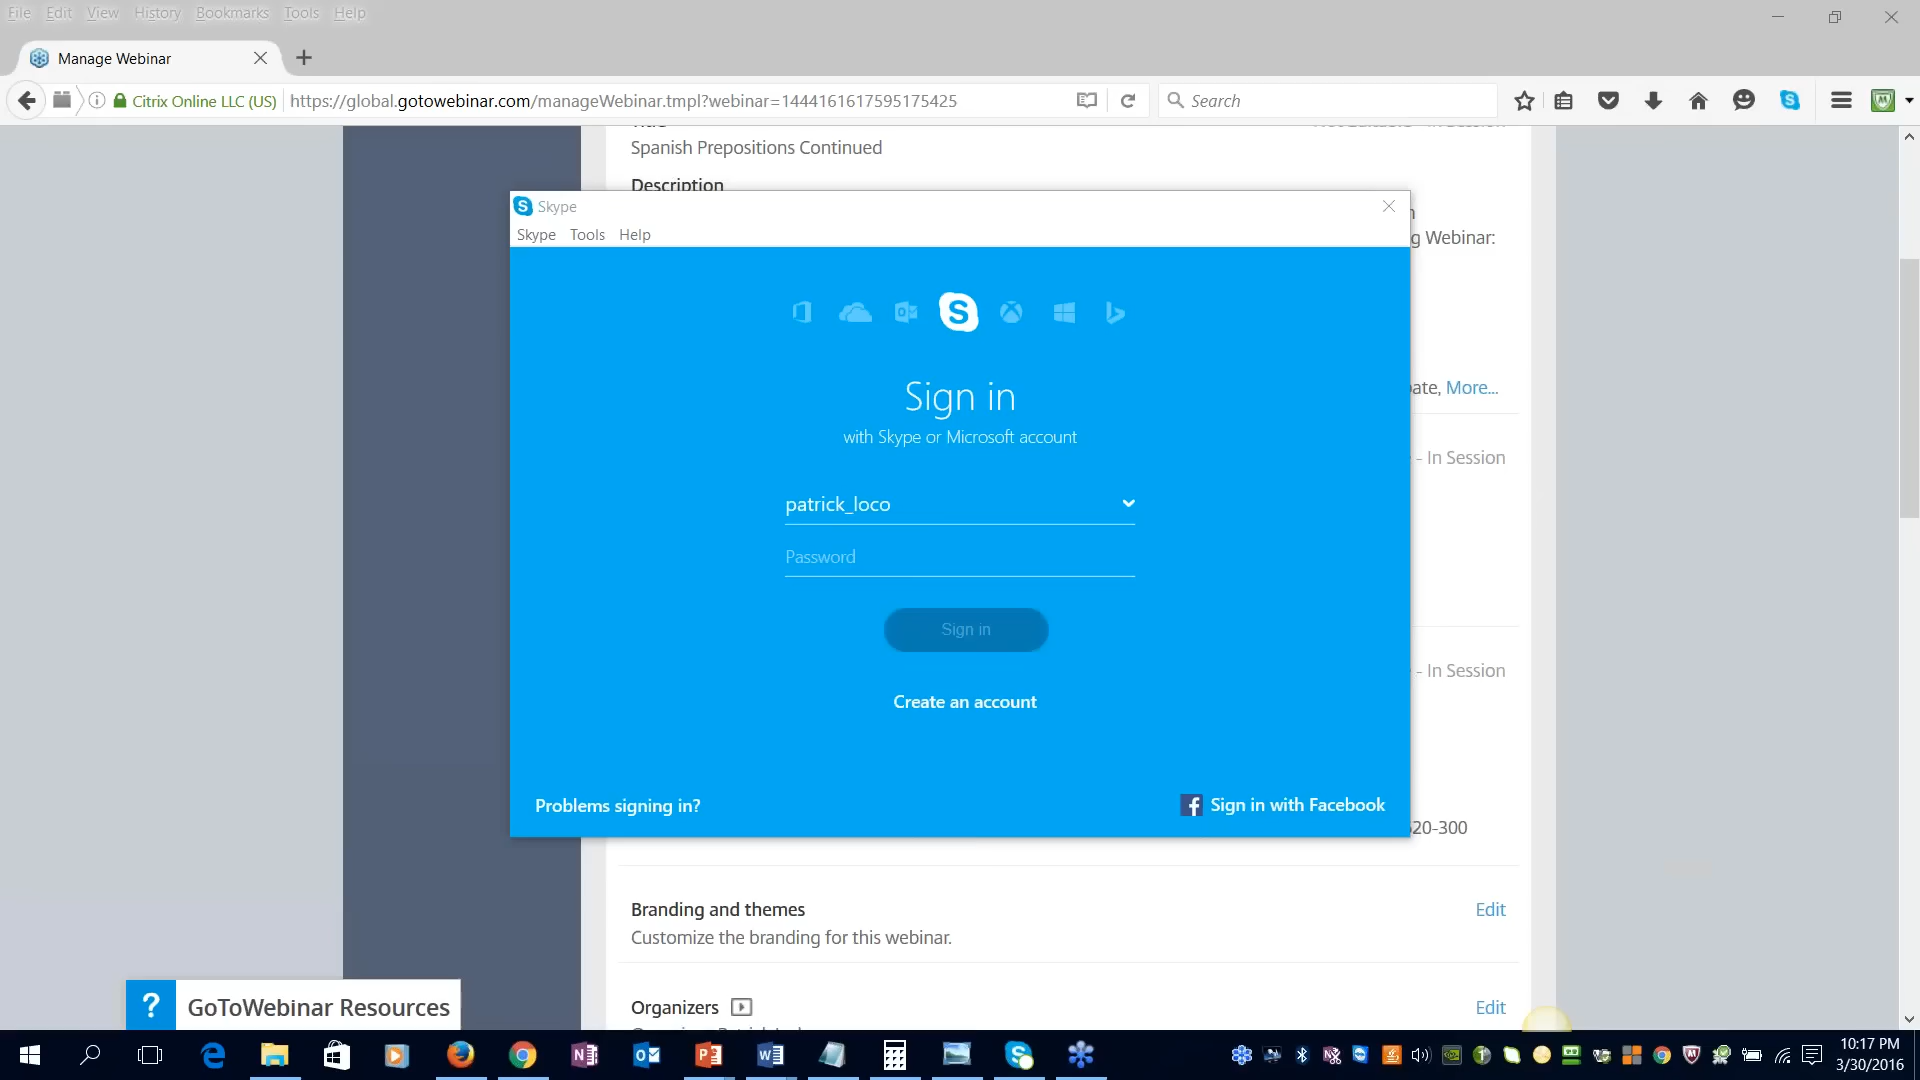 File Edit View History Bookmarks Tools Help
Manage Webinar
Citrix Online LLC (US) https://global.gotowebinar.com/manageWebinar.tmpl?webinar=1444161617595175425 Search
Spanish Prepositions Continued
Description
Skype
Skype Tools Help
g Webinar:
Sign in
with Skype or Microsoft account
More...
- In Session
patrick_loco
Password
Sign in
- In Session
Create an account
Problems signing in?
Sign in with Facebook
20-300
Branding and themes Edit
Customize the branding for this webinar.
? GoToWebinar Resources
Organizers Edit
10:17 PM
3/30/2016